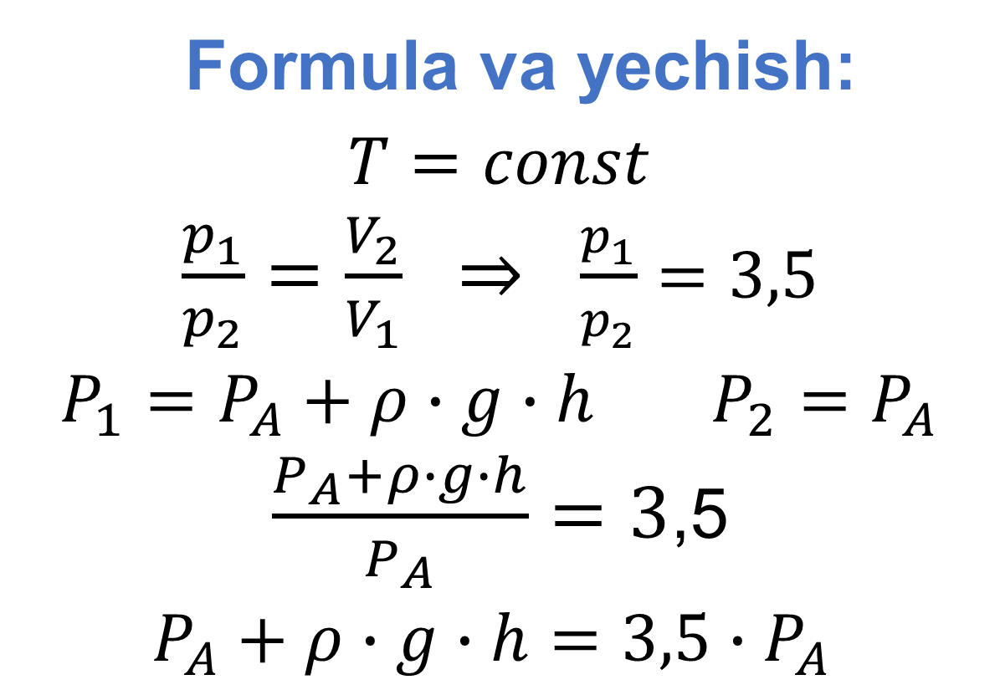 Formula va yechish:
T = const
p₁/p₂ = V₂/V₁ ⇒ p₁/p₂ = 3,5
P₁ = P_A + ρ · g · h P₂ = P_A
(P_A+ρ·g·h)/P_A = 3,5
P_A + ρ · g · h = 3,5 · P_A